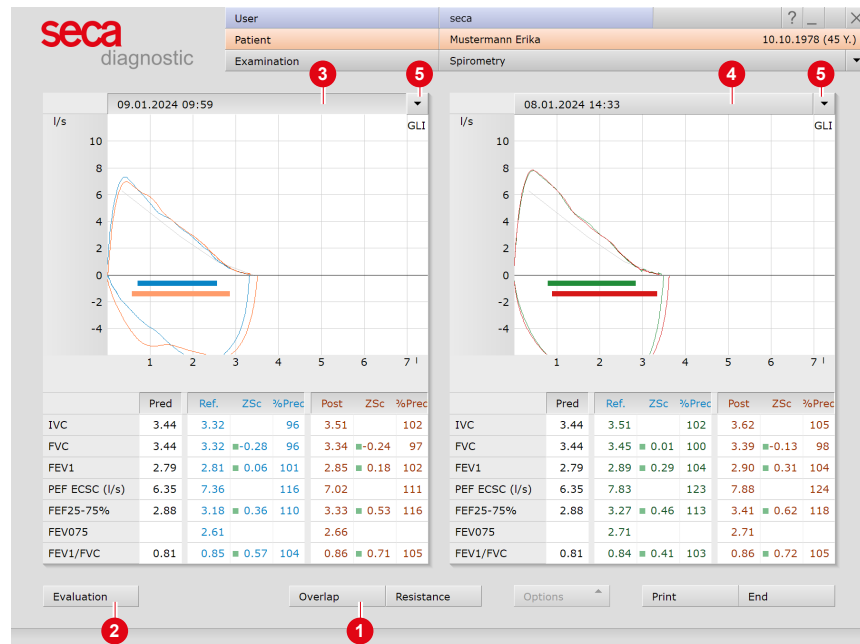 seca
diagnostic
User seca ? _ X
Patient Mustermann Erika 10.10.1978 (45 Y.)
Examination Spirometry
3 5 4 5
09.01.2024 09:59
l/s GLI
10
8
6
4
2
0
-2
-4
1 2 3 4 5 6 7 l
Pred Ref. ZSc %Pred Post ZSc %Pred
IVC 3.44 3.32 96 3.51 102
FVC 3.44 3.32 -0.28 96 3.34 -0.24 97
FEV1 2.79 2.81 0.06 101 2.85 0.18 102
PEF ECSC (l/s) 6.35 7.36 116 7.02 111
FEF25-75% 2.88 3.18 0.36 110 3.33 0.53 116
FEV075 2.61 2.66
FEV1/FVC 0.81 0.85 0.57 104 0.86 0.71 105
08.01.2024 14:33
l/s GLI
10
8
6
4
2
0
-2
-4
1 2 3 4 5 6 7 l
Pred Ref. ZSc %Pred Post ZSc %Pred
IVC 3.44 3.51 102 3.62 105
FVC 3.44 3.45 0.01 100 3.39 -0.13 98
FEV1 2.79 2.89 0.29 104 2.90 0.31 104
PEF ECSC (l/s) 6.35 7.83 123 7.88 124
FEF25-75% 2.88 3.27 0.46 113 3.41 0.62 118
FEV075 2.71 2.71
FEV1/FVC 0.81 0.84 0.41 103 0.86 0.72 105
Evaluation Overlap Resistance Options Print End
2 1